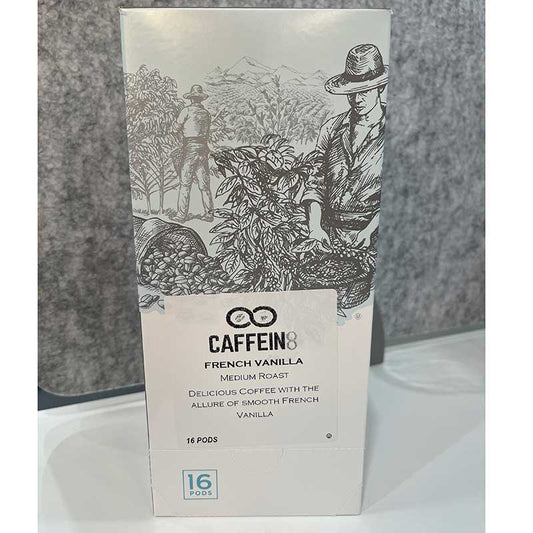 CAFFEIN8
FRENCH VANILLA
MEDIUM ROAST
DELICIOUS COFFEE WITH THE
ALLURE OF SMOOTH FRENCH
VANILLA
16 PODS
16
PODS